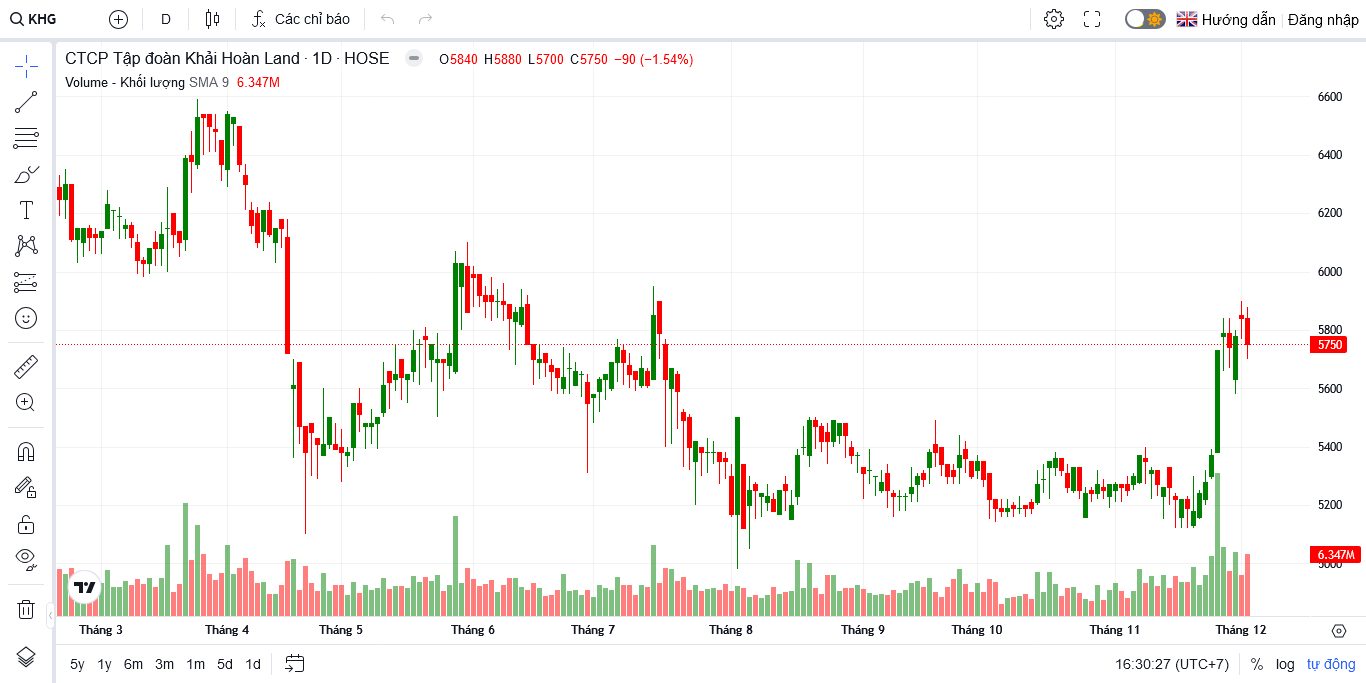 KHG D Các chỉ báo Hướng dẫn Đăng nhập
CTCP Tập đoàn Khải Hoàn Land · 1D · HOSE O5840 H5880 L5700 C5750 −90 (−1.54%)
Volume - Khối lượng SMA 9 6.347M
6600
6400
6200
6000
5800
5750
5600
5400
5200
6.347M
5000
Tháng 3 Tháng 4 Tháng 5 Tháng 6 Tháng 7 Tháng 8 Tháng 9 Tháng 10 Tháng 11 Tháng 12
5y 1y 6m 3m 1m 5d 1d 16:30:27 (UTC+7) % log tự động